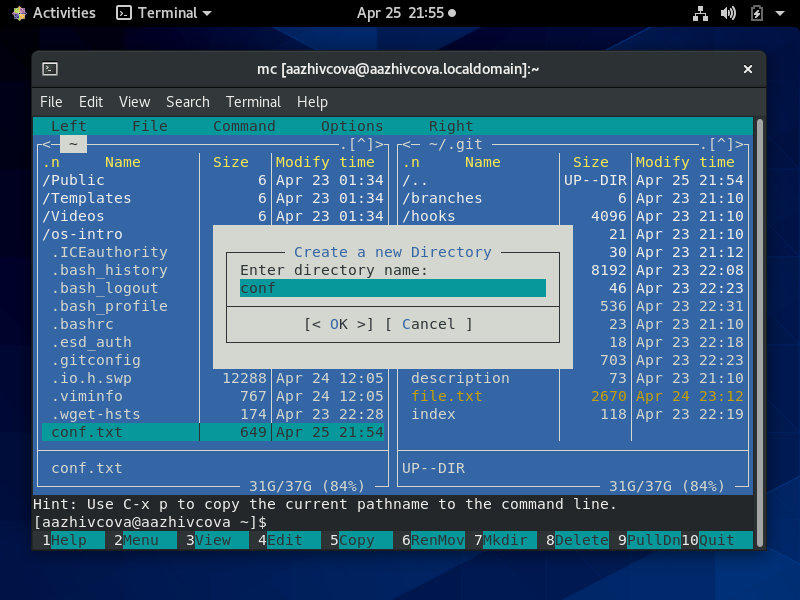 Activities Terminal Apr 25 21:55
mc [aazhivcova@aazhivcova.localdomain]:~
File Edit View Search Terminal Help
Left File Command Options Right
<─ ~ .[^]> <─ ~/.git .[^]>
.n Name Size Modify time .n Name Size Modify time
/Public 6 Apr 23 01:34 /.. UP--DIR Apr 25 21:54
/Templates 6 Apr 23 01:34 /branches 6 Apr 23 21:10
/Videos 6 Apr 23 01:34 /hooks 4096 Apr 23 21:10
/os-intro 21 Apr 23 21:10
.ICEauthority Create a new Directory 30 Apr 23 21:12
.bash_history Enter directory name: 8192 Apr 23 22:08
.bash_logout conf 46 Apr 23 22:23
.bash_profile 536 Apr 23 22:31
.bashrc [< OK >] [ Cancel ] 23 Apr 23 21:10
.esd_auth 18 Apr 23 22:18
.gitconfig 703 Apr 23 22:23
.io.h.swp 12288 Apr 24 12:05 description 73 Apr 23 21:10
.viminfo 767 Apr 24 12:05 file.txt 2670 Apr 24 23:12
.wget-hsts 174 Apr 23 22:28 index 118 Apr 23 22:19
conf.txt 649 Apr 25 21:54
conf.txt UP--DIR
31G/37G (84%) 31G/37G (84%)
Hint: Use C-x p to copy the current pathname to the command line.
[aazhivcova@aazhivcova ~]$
1Help 2Menu 3View 4Edit 5Copy 6RenMov 7Mkdir 8Delete 9PullDn 10Quit